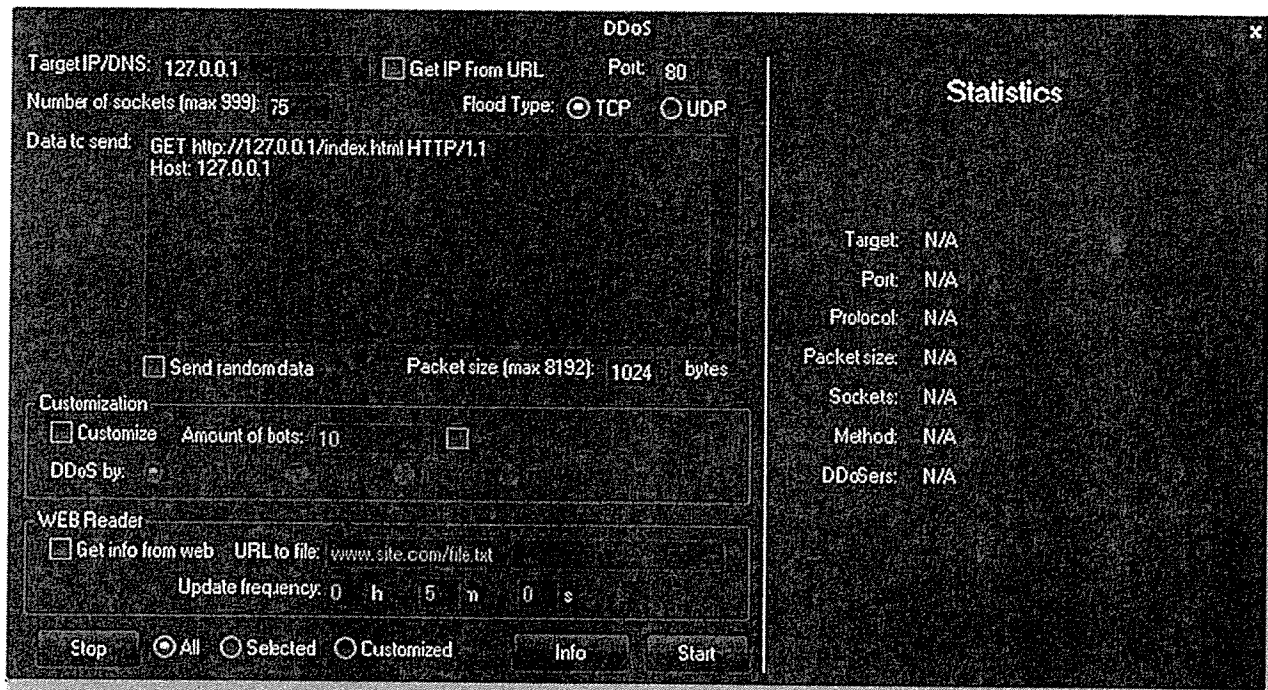 DDoS x
Target IP/DNS: 127.0.0.1 Get IP From URL Port: 80
Number of sockets (max 999): 75 Flood Type: TCP UDP
Data to send: GET http://127.0.0.1/index.html HTTP/1.1
Host: 127.0.0.1
Send random data Packet size (max 8192): 1024 bytes
Customization
Customize Amount of bots: 10
DDoS by:
WEB Reader
Get info from web URL to file: www.site.com/file.txt
Update frequency: 0 h 5 m 0 s
Stop All Selected Customized Info Start
Statistics
Target: N/A
Port: N/A
Protocol: N/A
Packet size: N/A
Sockets: N/A
Method: N/A
DDoSers: N/A